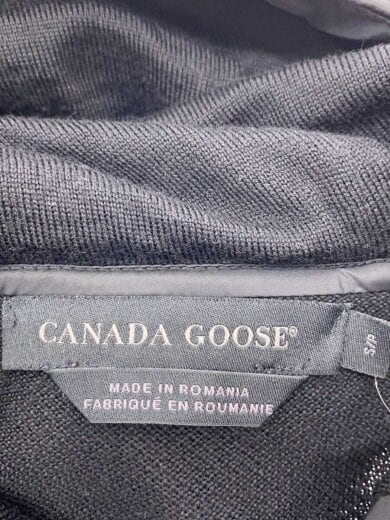 CANADA GOOSE®
S/P
MADE IN ROMANIA
FABRIQUÉ EN ROUMANIE